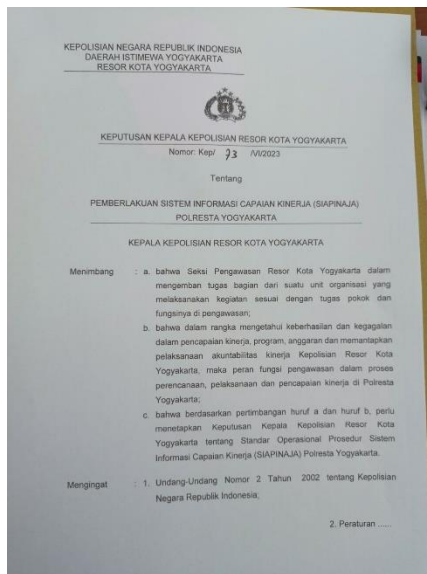 KEPOLISIAN NEGARA REPUBLIK INDONESIA
DAERAH ISTIMEWA YOGYAKARTA
RESOR KOTA YOGYAKARTA
KEPUTUSAN KEPALA KEPOLISIAN RESOR KOTA YOGYAKARTA
Nomor: Kep/ 73 /VI/2023
Tentang
PEMBERLAKUAN SISTEM INFORMASI CAPAIAN KINERJA (SIAPINAJA)
POLRESTA YOGYAKARTA
KEPALA KEPOLISIAN RESOR KOTA YOGYAKARTA
Menimbang : a. bahwa Seksi Pengawasan Resor Kota Yogyakarta dalam
mengemban tugas bagian dari suatu unit organisasi yang
melaksanakan kegiatan sesuai dengan tugas pokok dan
fungsinya di pengawasan;
b. bahwa dalam rangka mengetahui keberhasilan dan kegagalan
dalam pencapaian kinerja, program, anggaran dan memantapkan
pelaksanaan akuntabilitas kinerja Kepolisian Resor Kota
Yogyakarta, maka peran fungsi pengawasan dalam proses
perencanaan, pelaksanaan dan pencapaian kinerja di Polresta
Yogyakarta;
c. bahwa berdasarkan pertimbangan huruf a dan huruf b, perlu
menetapkan Keputusan Kepala Kepolisian Resor Kota
Yogyakarta tentang Standar Operasional Prosedur Sistem
Informasi Capaian Kinerja (SIAPINAJA) Polresta Yogyakarta.
Mengingat : 1. Undang-Undang Nomor 2 Tahun 2002 tentang Kepolisian
Negara Republik Indonesia;
2. Peraturan ......